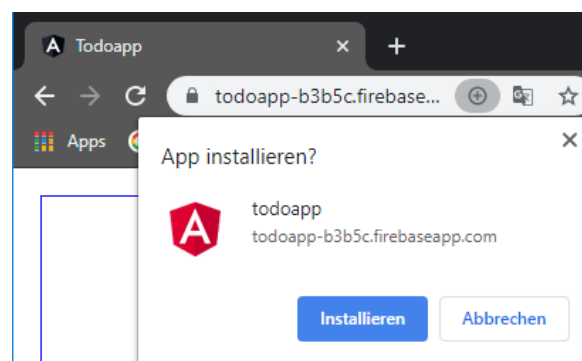 Todoapp
todoapp-b3b5c.firebase...
Apps
App installieren?
todoapp
todoapp-b3b5c.firebaseapp.com
Installieren Abbrechen